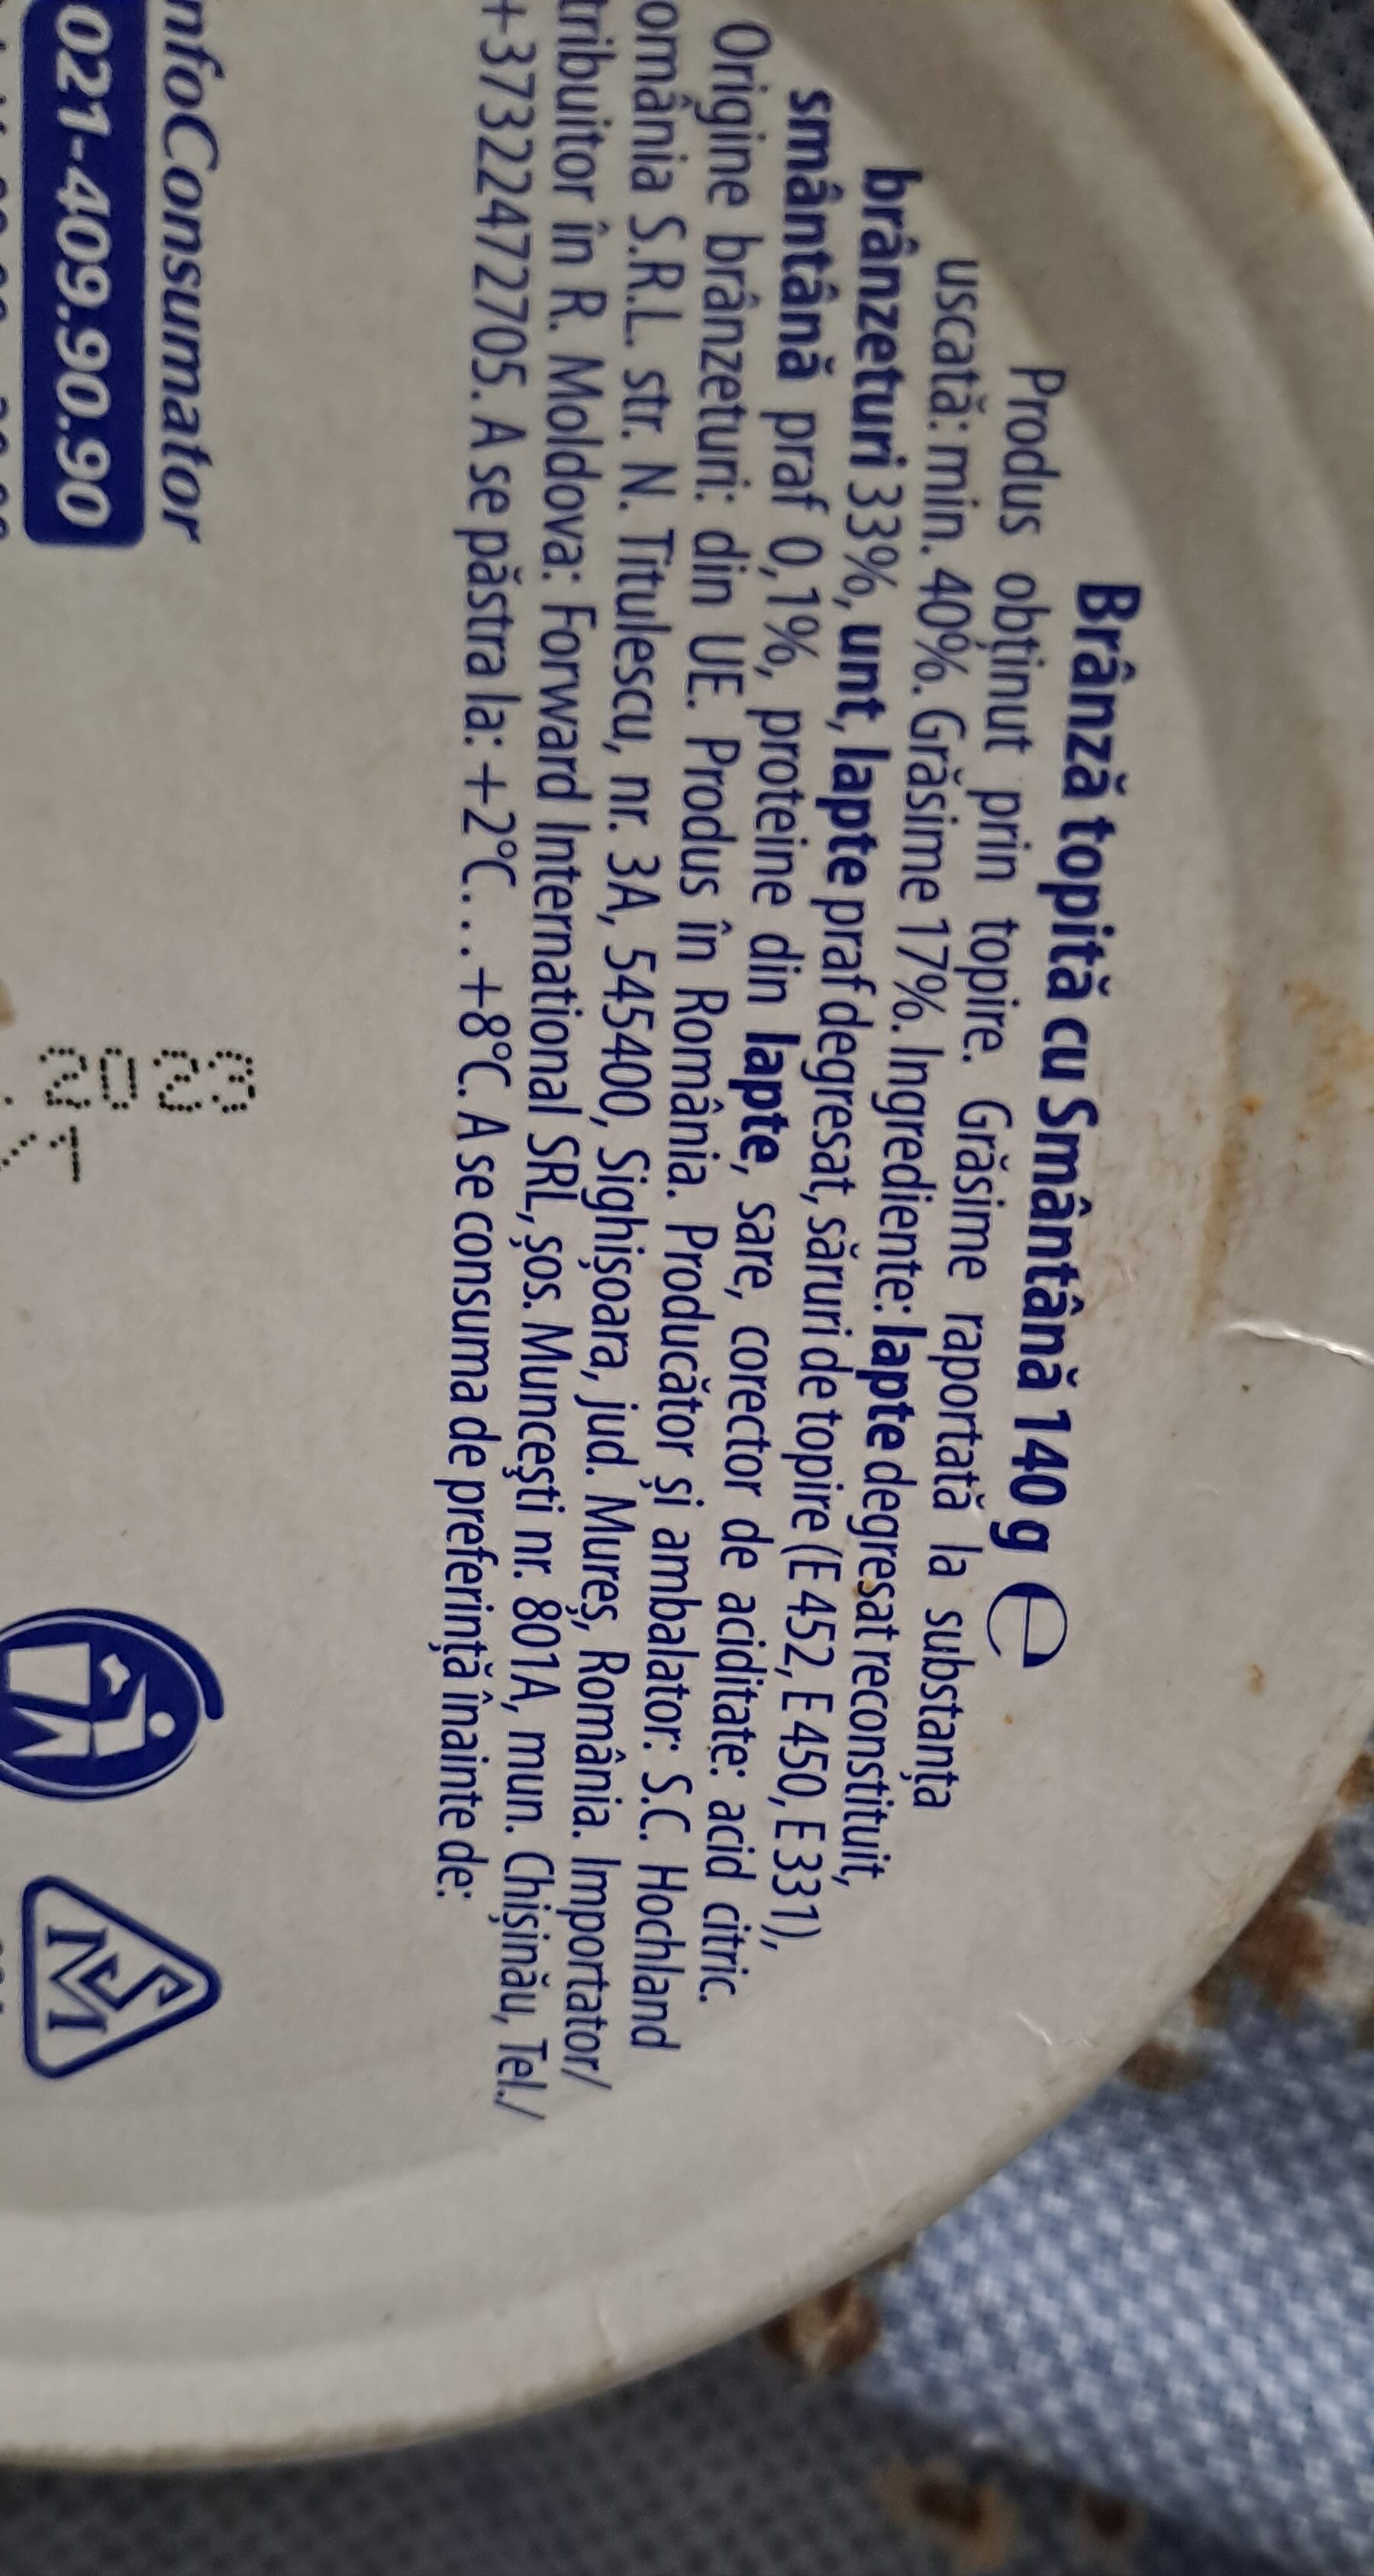 Brânză topită cu Smântână 140 g ℮
Produs obținut prin topire. Grăsime raportată la substanța
uscată: min. 40%. Grăsime 17%. Ingrediente: lapte degresat reconstituit,
brânzeturi 33%, unt, lapte praf degresat, săruri de topire (E 452, E 450, E 331),
smântână praf 0,1%, proteine din lapte, sare, corector de aciditate: acid citric.
Origine brânzeturi: din UE. Produs în România. Producător și ambalator: S.C. Hochland
omânia S.R.L. str. N. Titulescu, nr. 3A, 545400, Sighișoara, jud. Mureș, România. Importator/
tribuitor în R. Moldova: Forward International SRL, șos. Muncești nr. 801A, mun. Chișinău, Tel./
+37322472705. A se păstra la: +2°C...+8°C. A se consuma de preferință înainte de:
nfoConsumator
021-409.90.90
2023
SM